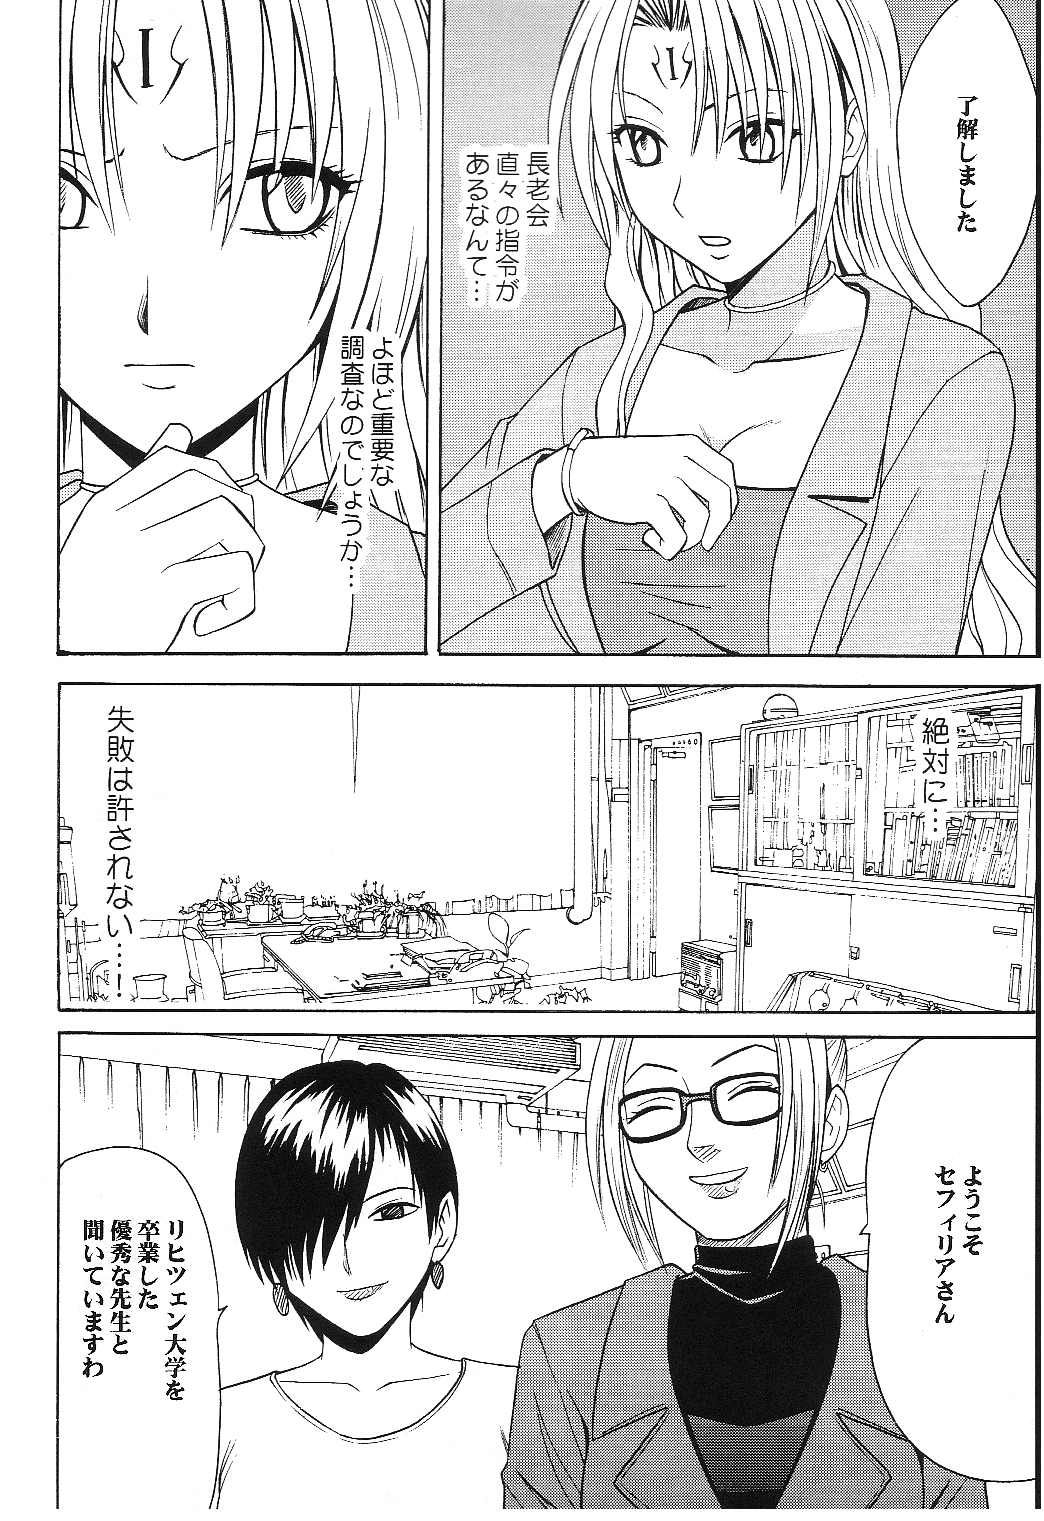 了解しました
長老会
直々の指令が
あるなんて…
よほど重要な
調査なのでしょうか…
絶対に…
失敗は許されない…！
ようこそ
セフィリアさん
リヒツェン大学を
卒業した
優秀な先生と
聞いていますわ
I
I